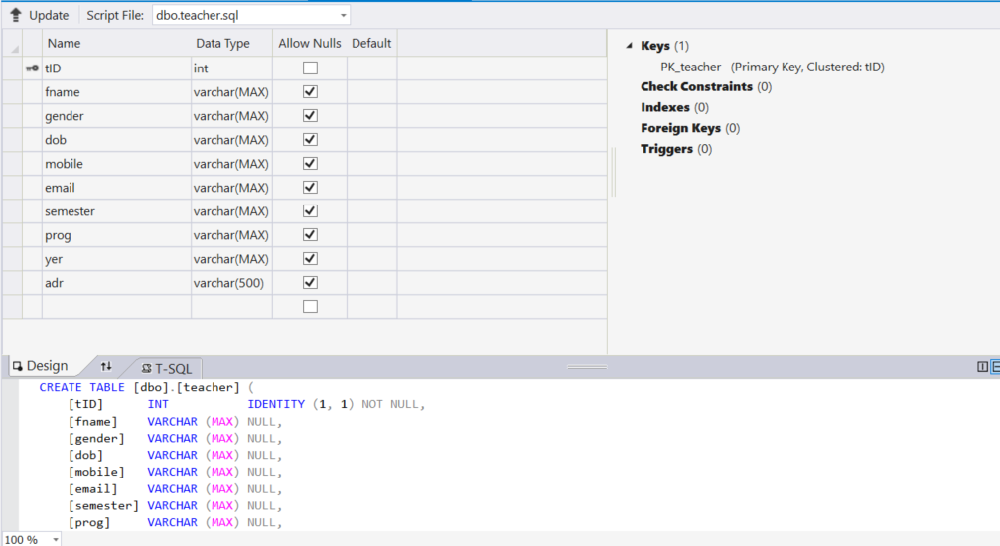 Update Script File: dbo.teacher.sql
Name Data Type Allow Nulls Default
tID int
fname varchar(MAX)
gender varchar(MAX)
dob varchar(MAX)
mobile varchar(MAX)
email varchar(MAX)
semester varchar(MAX)
prog varchar(MAX)
yer varchar(MAX)
adr varchar(500)
Keys (1)
PK_teacher (Primary Key, Clustered: tID)
Check Constraints (0)
Indexes (0)
Foreign Keys (0)
Triggers (0)
Design T-SQL
CREATE TABLE [dbo].[teacher] (
[tID] INT IDENTITY (1, 1) NOT NULL,
[fname] VARCHAR (MAX) NULL,
[gender] VARCHAR (MAX) NULL,
[dob] VARCHAR (MAX) NULL,
[mobile] VARCHAR (MAX) NULL,
[email] VARCHAR (MAX) NULL,
[semester] VARCHAR (MAX) NULL,
[prog] VARCHAR (MAX) NULL,
100 %